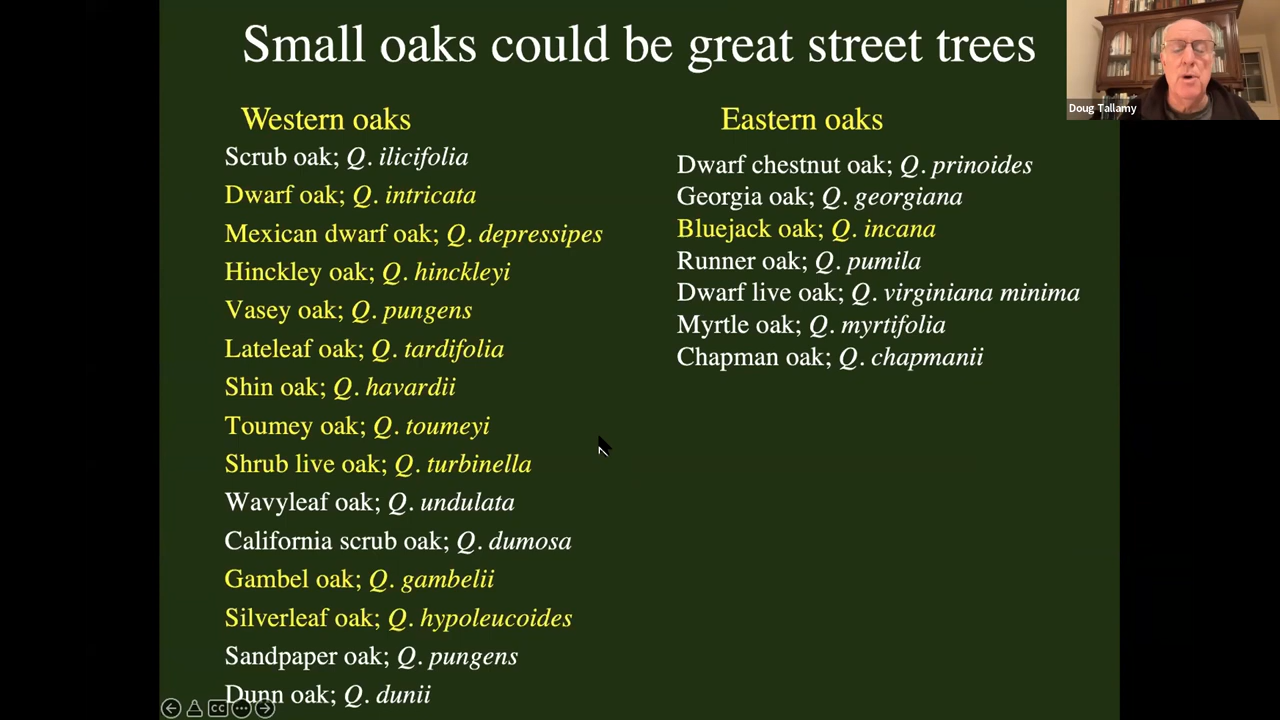 Small oaks could be great street trees
Doug Tallamy
Western oaks
Scrub oak; Q. ilicifolia
Dwarf oak; Q. intricata
Mexican dwarf oak; Q. depressipes
Hinckley oak; Q. hinckleyi
Vasey oak; Q. pungens
Lateleaf oak; Q. tardifolia
Shin oak; Q. havardii
Toumey oak; Q. toumeyi
Shrub live oak; Q. turbinella
Wavyleaf oak; Q. undulata
California scrub oak; Q. dumosa
Gambel oak; Q. gambelii
Silverleaf oak; Q. hypoleucoides
Sandpaper oak; Q. pungens
Dunn oak; Q. dunii
Eastern oaks
Dwarf chestnut oak; Q. prinoides
Georgia oak; Q. georgiana
Bluejack oak; Q. incana
Runner oak; Q. pumila
Dwarf live oak; Q. virginiana minima
Myrtle oak; Q. myrtifolia
Chapman oak; Q. chapmanii
CC